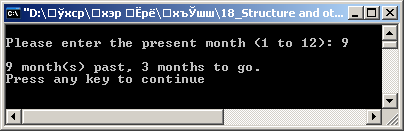 "D:\□ўхср\□хэр □Ёрё\□хъЎшш\18_Structure and ot...
Please enter the present month (1 to 12): 9
9 month(s) past, 3 months to go.
Press any key to continue